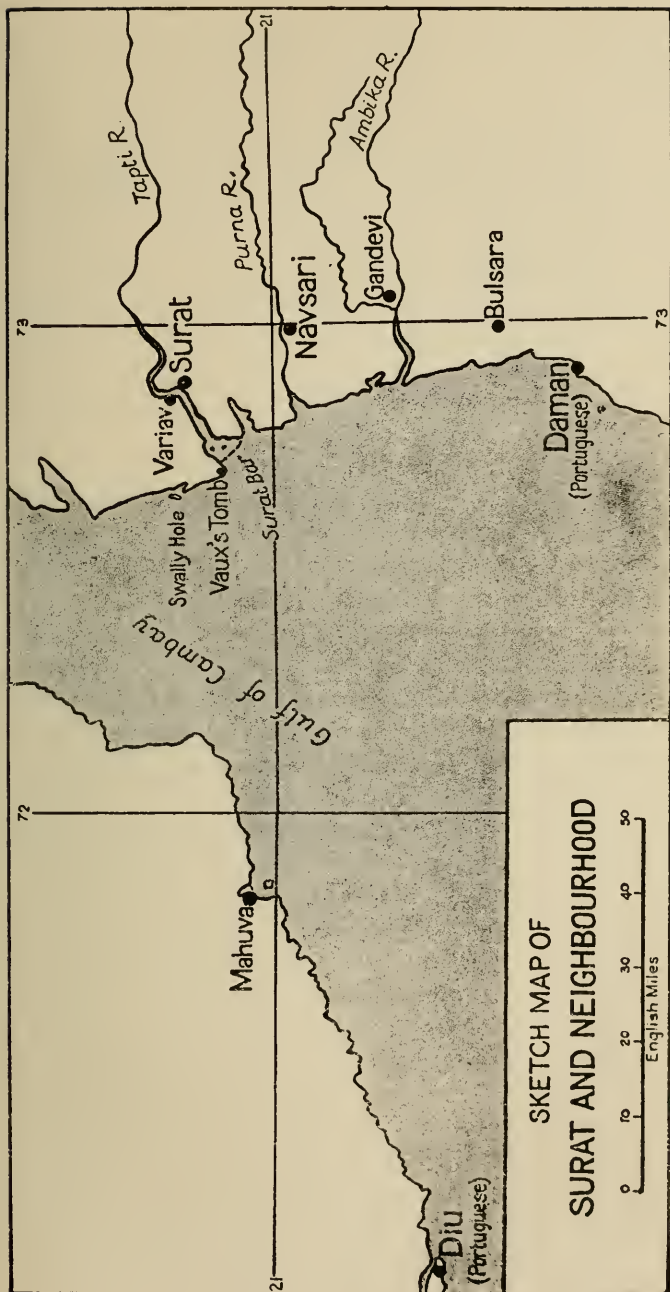 73
21
Tapti R.
Purna R.
Ambika R.
Variav
Surat
Navsari
Gandevi
Bulsara
Daman
(Portuguese)
Swally Hole
Vaux's Tomb
Surat Bar
Gulf of Cambay
72
Mahuva
Diu
(Portuguese)
21
73
SKETCH MAP OF
SURAT AND NEIGHBOURHOOD
0 10 20 30 40 50
English Miles